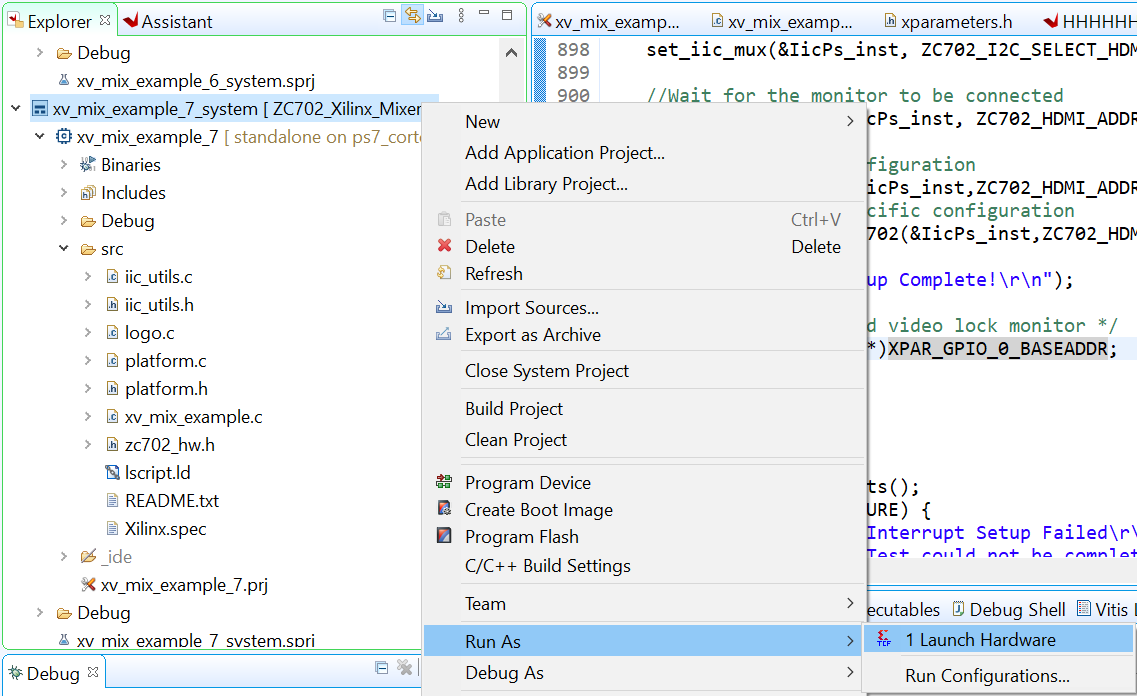 Explorer
Assistant
Debug
xv_mix_example_6_system.sprj
xv_mix_example_7_system [ ZC702_Xilinx_Mixer
xv_mix_example_7 [ standalone on ps7_corte
Binaries
Includes
Debug
src
iic_utils.c
iic_utils.h
logo.c
platform.c
platform.h
xv_mix_example.c
zc702_hw.h
lscript.ld
README.txt
Xilinx.spec
_ide
xv_mix_example_7.prj
Debug
xv_mix_example_7_system.sprj
Debug
New
Add Application Project...
Add Library Project...
Paste Ctrl+V
Delete Delete
Refresh
Import Sources...
Export as Archive
Close System Project
Build Project
Clean Project
Program Device
Create Boot Image
Program Flash
C/C++ Build Settings
Team
Run As
Debug As
1 Launch Hardware
Run Configurations...
xv_mix_examp... xv_mix_examp... xparameters.h HHHHHHH
898 set_iic_mux(&IicPs_inst, ZC702_I2C_SELECT_HDM
899
900 //Wait for the monitor to be connected
cPs_inst, ZC702_HDMI_ADDR
figuration
icPs_inst,ZC702_HDMI_ADDR
cific configuration
702(&IicPs_inst,ZC702_HDM
up Complete!\r\n");
d video lock monitor */
*)XPAR_GPIO_0_BASEADDR;
ts();
URE) {
Interrupt Setup Failed\r\
Test could not be complet
ecutables Debug Shell Vitis L